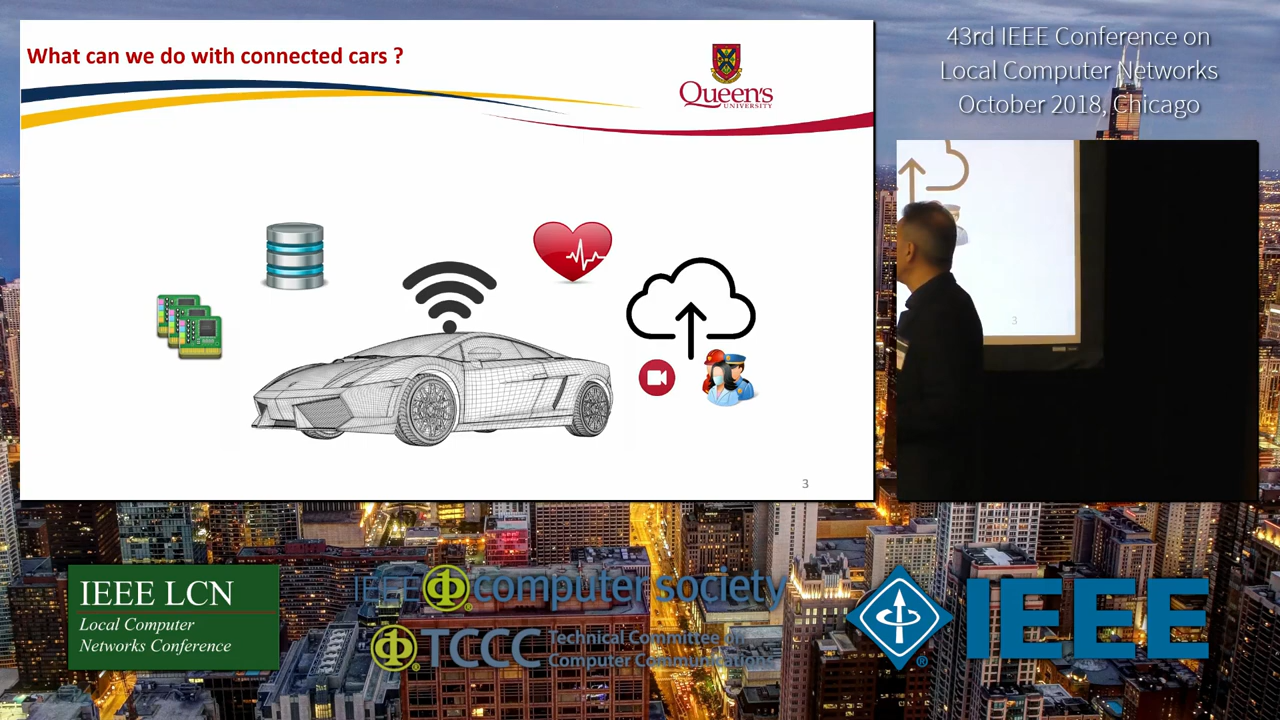 What can we do with connected cars ?
Queen's
UNIVERSITY
3
43rd IEEE Conference on
Local Computer Networks
October 2018, Chicago
3
IEEE LCN
Local Computer
Networks Conference
IEEE computer society
TCCC Technical Committee on
Computer Communications
IEEE